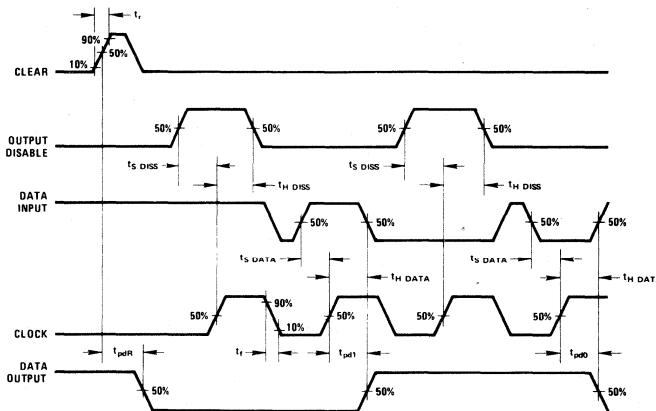 tr
90%
50%
10%
CLEAR
50% 50% 50% 50%
OUTPUT DISABLE
tS DISS tH DISS tS DISS tH DISS
DATA INPUT
50% 50% 50% 50%
tS DATA tH DATA tS DATA tH DAT
90%
50% 10% 50% 50% 50%
CLOCK
tpdR tf tpd1 tpd0
DATA OUTPUT
50% 50% 50%